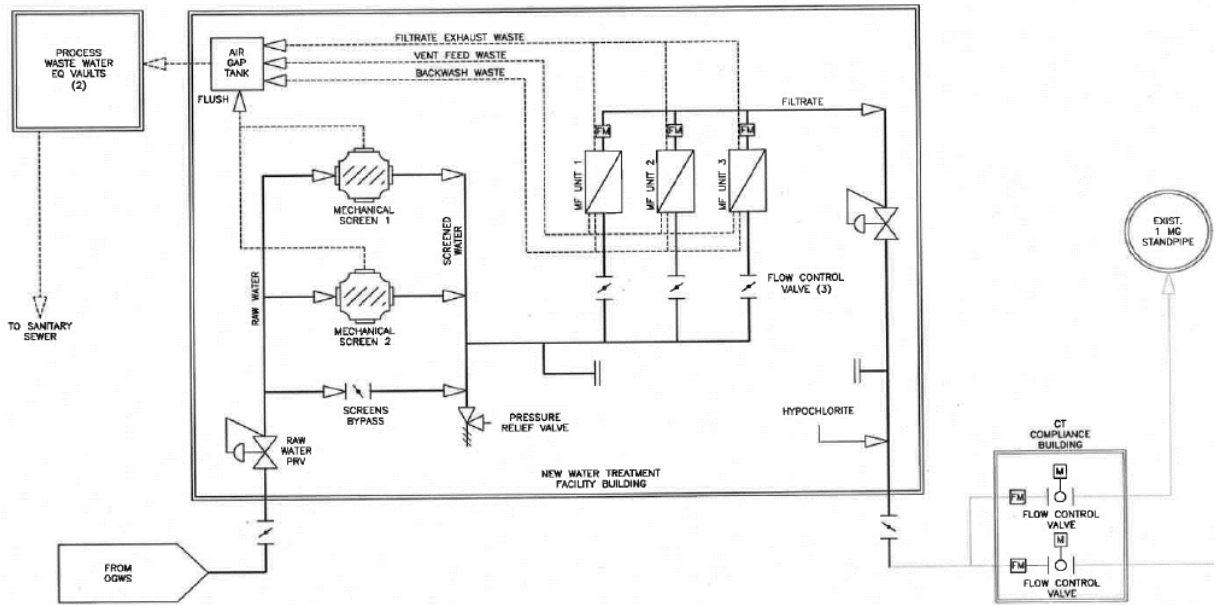 PROCESS
WASTE WATER
EQ VAULTS
(2)
AIR
GAP
TANK
FLUSH
FILTRATE EXHAUST WASTE
VENT FEED WASTE
BACKWASH WASTE
FILTRATE
FM
FM
FM
MF UNIT 1
MF UNIT 2
MF UNIT 3
MECHANICAL
SCREEN 1
SCREENED
WATER
RAW WATER
MECHANICAL
SCREEN 2
FLOW CONTROL
VALVE (3)
EXIST.
1 MG
STANDPIPE
TO SANITARY
SEWER
SCREENS
BYPASS
PRESSURE
RELIEF VALVE
HYPOCHLORITE
RAW
WATER
PRV
NEW WATER TREATMENT
FACILITY BUILDING
CT
COMPLIANCE
BUILDING
M
FM
FLOW CONTROL
VALVE
M
FM
FLOW CONTROL
VALVE
FROM
OGWS